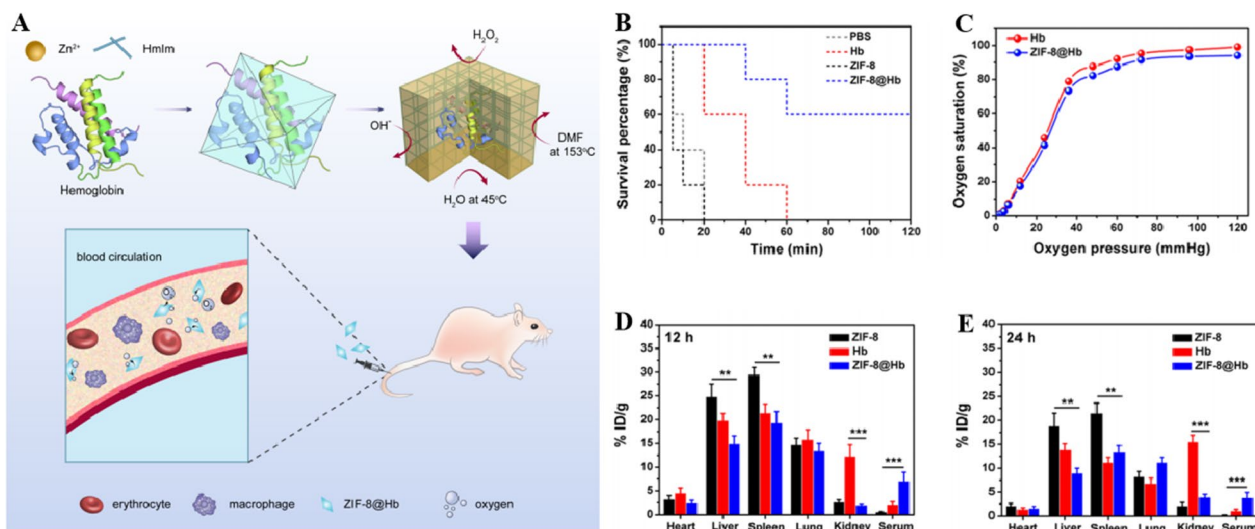 A
Zn²⁺
HmIm
Hemoglobin
H₂O₂
OH⁻
DMF
at 153°C
H₂O at 45°C
blood circulation
erythrocyte
macrophage
ZIF-8@Hb
oxygen
B
Survival percentage (%)
100
80
60
40
20
0
PBS
Hb
ZIF-8
ZIF-8@Hb
0 20 40 60 80 100 120
Time (min)
C
Oxygen saturation (%)
100
80
60
40
20
0
Hb
ZIF-8@Hb
0 20 40 60 80 100 120
Oxygen pressure (mmHg)
D
12 h
% ID/g
40
35
30
25
20
15
10
5
0
ZIF-8
Hb
ZIF-8@Hb
**
**
***
***
Heart Liver Spleen Lung Kidney Serum
E
24 h
% ID/g
40
35
30
25
20
15
10
5
0
ZIF-8
Hb
ZIF-8@Hb
**
**
***
***
Heart Liver Spleen Lung Kidney Serum